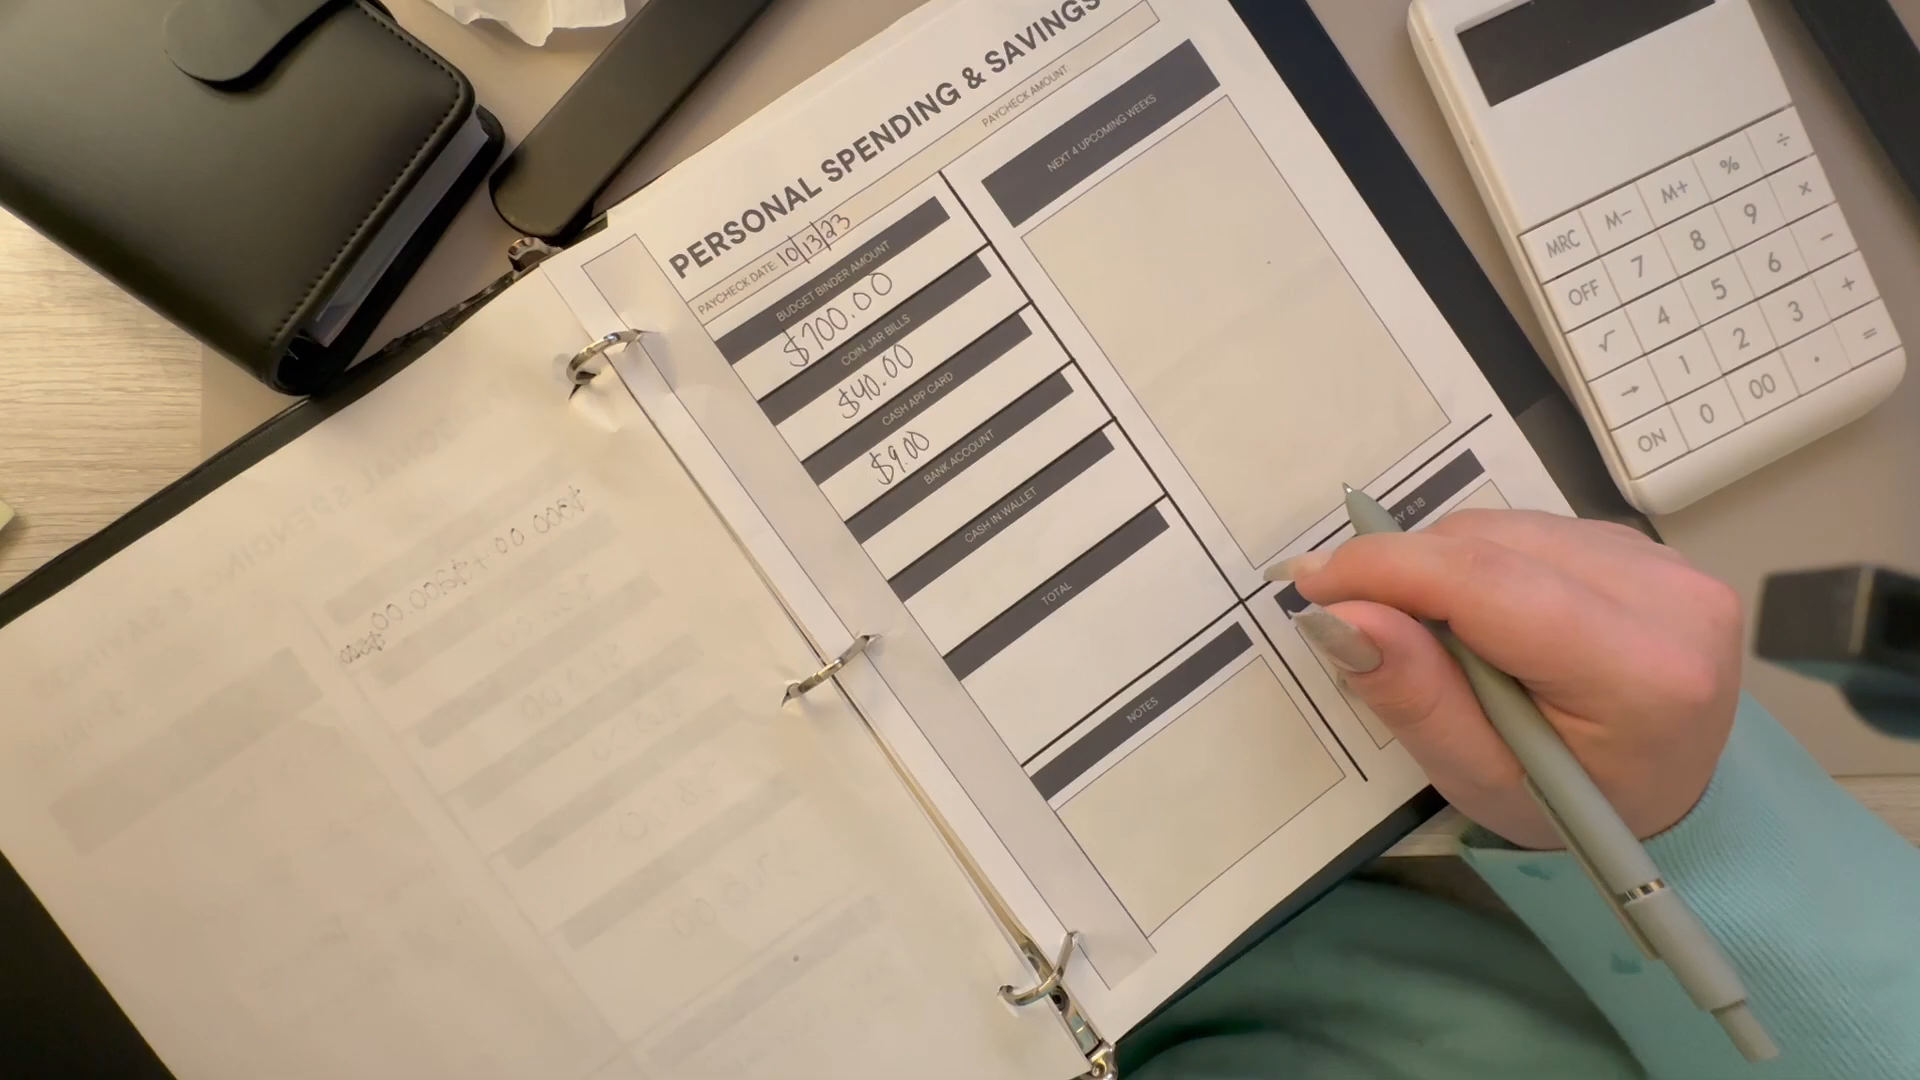 PERSONAL SPENDING & SAVINGS
PAYCHECK DATE: 10/13/23
PAYCHECK AMOUNT
BUDGET BINDER AMOUNT
$700.00
COIN JAR BILLS
$40.00
CASH APP CARD
$9.00
BANK ACCOUNT
CASH IN WALLET
TOTAL
NOTES
NEXT 4 UPCOMING WEEKS
8:18
÷
M-
M+
%
×
MRC
7
8
9
−
OFF
4
5
6
+
√
1
2
3
=
→
0
00
.
ON